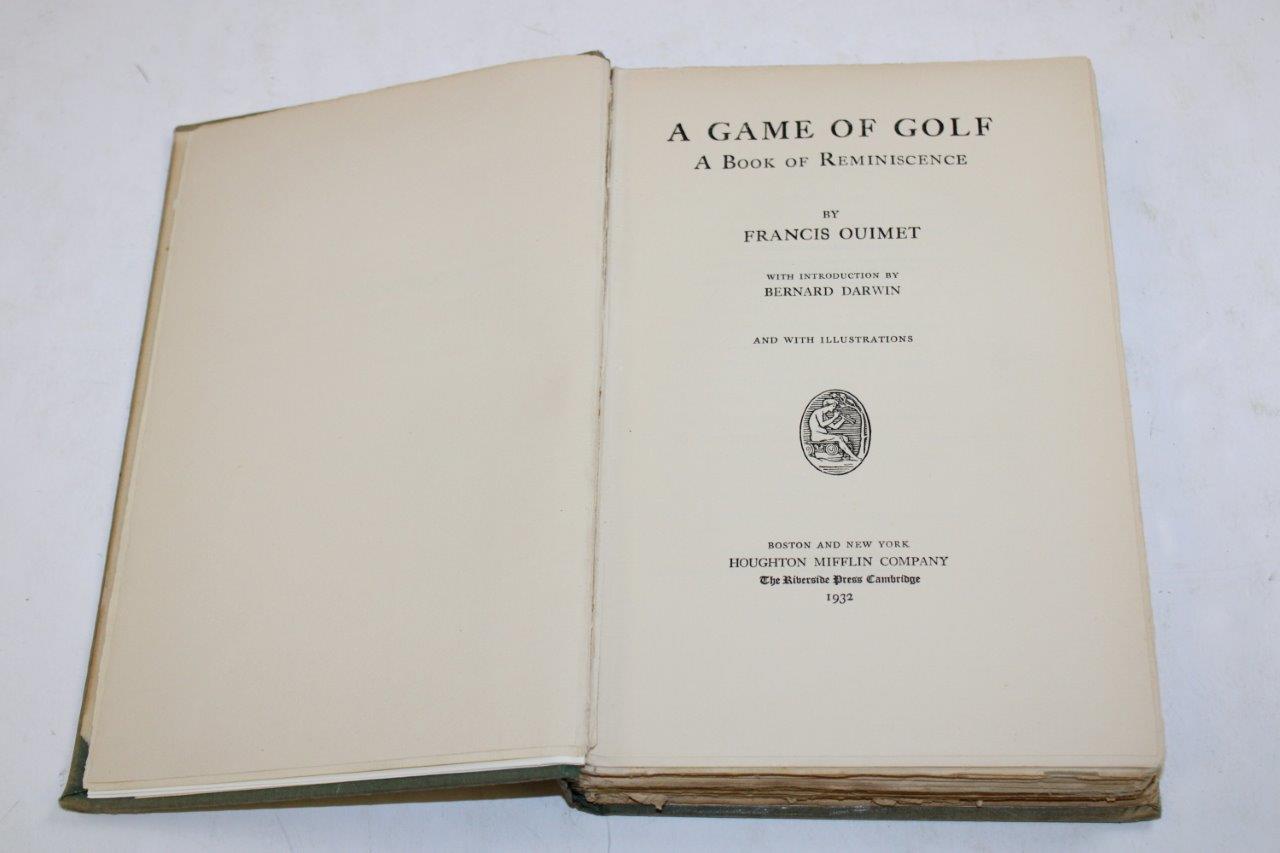 A GAME OF GOLF
A BOOK OF REMINISCENCE
BY
FRANCIS OUIMET
WITH INTRODUCTION BY
BERNARD DARWIN
AND WITH ILLUSTRATIONS
BOSTON AND NEW YORK
HOUGHTON MIFFLIN COMPANY
The Riverside Press Cambridge
1932